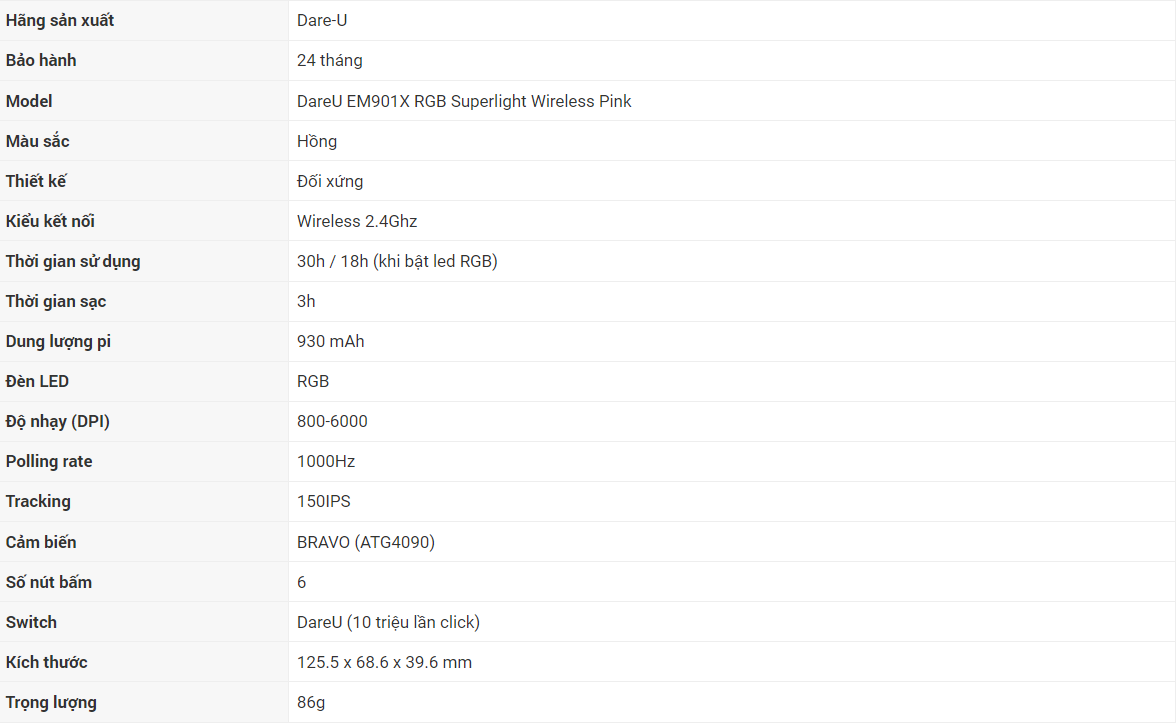 Hãng sản xuất Dare-U
Bảo hành 24 tháng
Model DareU EM901X RGB Superlight Wireless Pink
Màu sắc Hồng
Thiết kế Đối xứng
Kiểu kết nối Wireless 2.4Ghz
Thời gian sử dụng 30h / 18h (khi bật led RGB)
Thời gian sạc 3h
Dung lượng pi 930 mAh
Đèn LED RGB
Độ nhạy (DPI) 800-6000
Polling rate 1000Hz
Tracking 150IPS
Cảm biến BRAVO (ATG4090)
Số nút bấm 6
Switch DareU (10 triệu lần click)
Kích thước 125.5 x 68.6 x 39.6 mm
Trọng lượng 86g